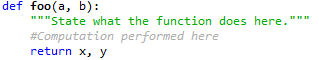 def foo(a, b):
    """State what the function does here."""
    #Computation performed here
    return x, y